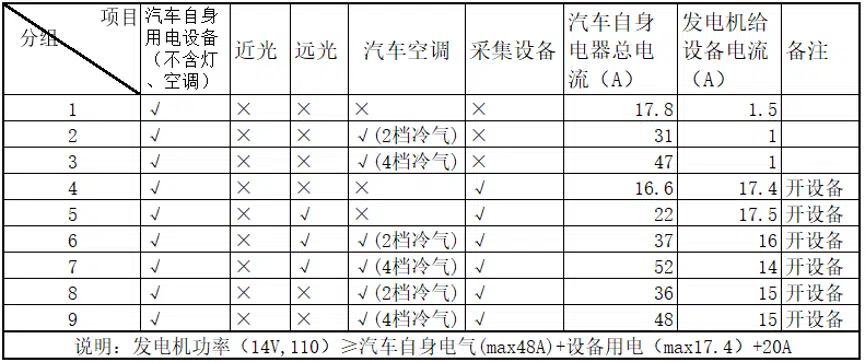 项目 分组 汽车自身用电设备（不含灯、空调） 近光 远光 汽车空调 采集设备 汽车自身电器总电流（A） 发电机给设备电流（A） 备注
1 √ × × × × 17.8 1.5
2 √ × × √(2档冷气) × 31 1
3 √ × × √(4档冷气) × 47 1
4 √ × × × √ 16.6 17.4 开设备
5 √ × √ × √ 22 17.5 开设备
6 √ × √ √(2档冷气) √ 37 16 开设备
7 √ × √ √(4档冷气) √ 52 14 开设备
8 √ × × √(2档冷气) √ 36 15 开设备
9 √ × × √(4档冷气) √ 48 15 开设备
说明：发电机功率（14V,110）≥汽车自身电气(max48A)+设备用电（max17.4）+20A